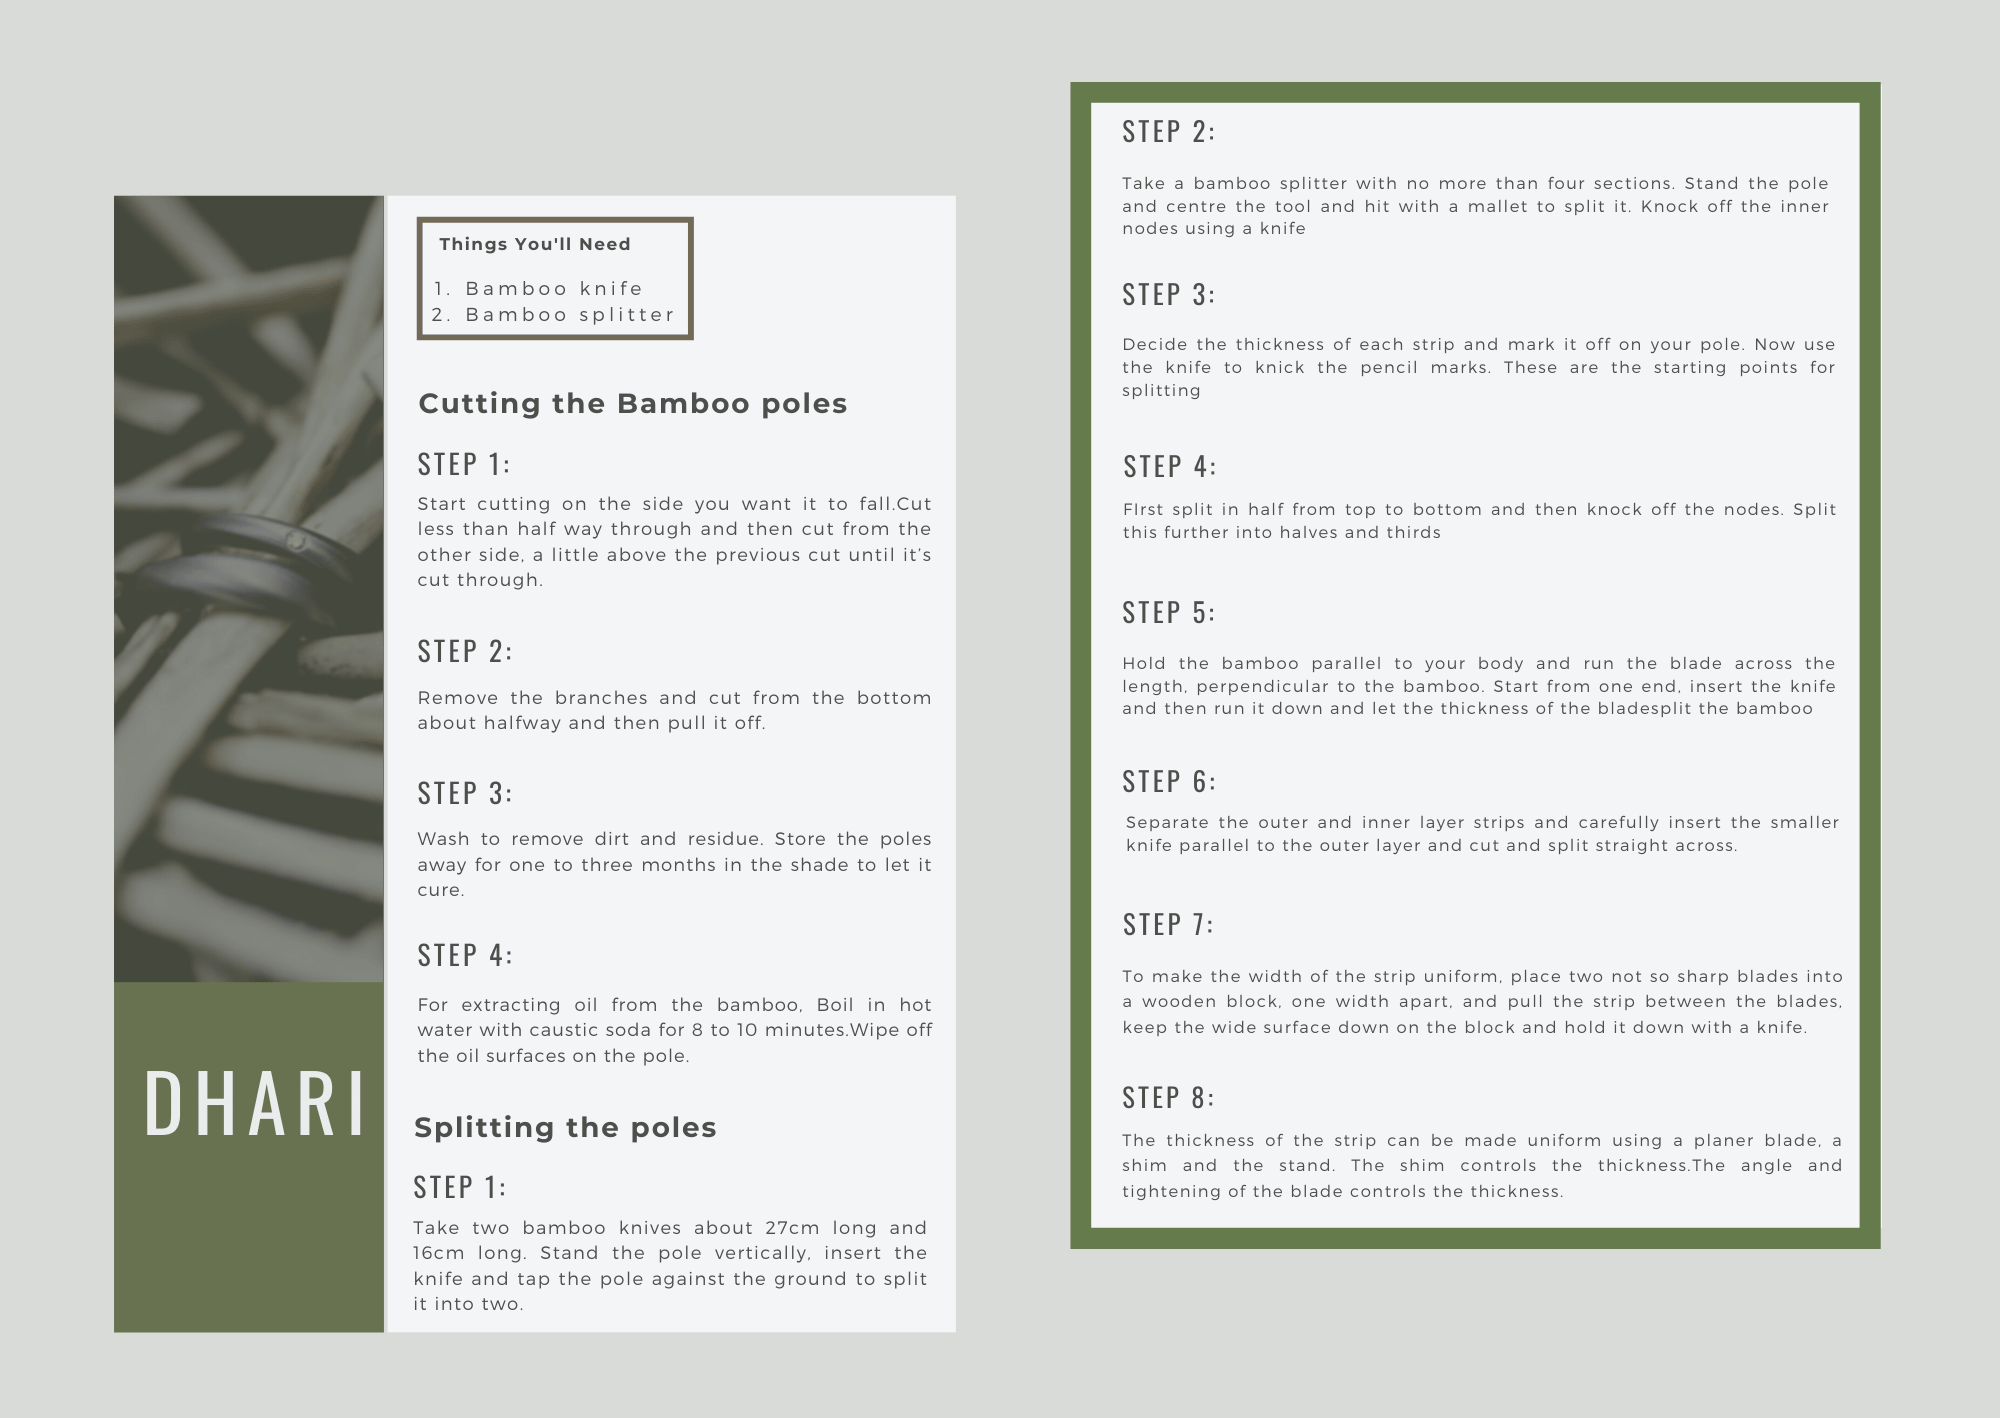 DHARI
Things You'll Need
1. Bamboo knife
2. Bamboo splitter
Cutting the Bamboo poles
STEP 1:
Start cutting on the side you want it to fall.Cut
less than half way through and then cut from the
other side, a little above the previous cut until it’s
cut through.
STEP 2:
Remove the branches and cut from the bottom
about halfway and then pull it off.
STEP 3:
Wash to remove dirt and residue. Store the poles
away for one to three months in the shade to let it
cure.
STEP 4:
For extracting oil from the bamboo, Boil in hot
water with caustic soda for 8 to 10 minutes.Wipe off
the oil surfaces on the pole.
Splitting the poles
STEP 1:
Take two bamboo knives about 27cm long and
16cm long. Stand the pole vertically, insert the
knife and tap the pole against the ground to split
it into two.
STEP 2:
Take a bamboo splitter with no more than four sections. Stand the pole
and centre the tool and hit with a mallet to split it. Knock off the inner
nodes using a knife
STEP 3:
Decide the thickness of each strip and mark it off on your pole. Now use
the knife to knick the pencil marks. These are the starting points for
splitting
STEP 4:
FIrst split in half from top to bottom and then knock off the nodes. Split
this further into halves and thirds
STEP 5:
Hold the bamboo parallel to your body and run the blade across the
length, perpendicular to the bamboo. Start from one end, insert the knife
and then run it down and let the thickness of the bladesplit the bamboo
STEP 6:
Separate the outer and inner layer strips and carefully insert the smaller
knife parallel to the outer layer and cut and split straight across.
STEP 7:
To make the width of the strip uniform, place two not so sharp blades into
a wooden block, one width apart, and pull the strip between the blades,
keep the wide surface down on the block and hold it down with a knife.
STEP 8:
The thickness of the strip can be made uniform using a planer blade, a
shim and the stand. The shim controls the thickness.The angle and
tightening of the blade controls the thickness.